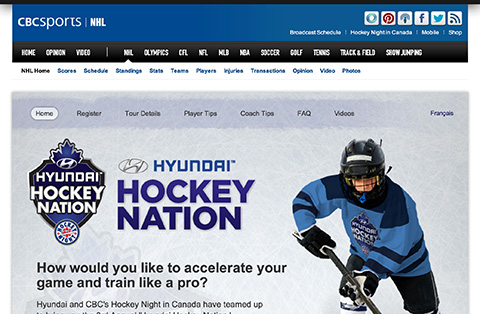 CBCSPORTS | NHL
Broadcast Schedule | Hockey Night in Canada | Mobile | Shop
HOME OPINION VIDEO | NHL OLYMPICS CFL NFL MLB NBA SOCCER GOLF TENNIS TRACK & FIELD SHOW JUMPING
NHL Home Scores Schedule Standings Stats Teams Players Injuries Transactions Opinion Video Photos
Home Register Tour Details Player Tips Coach Tips FAQ Videos Français
HYUNDAI
HOCKEY
NATION
HYUNDAI™
HOCKEY
NATION
How would you like to accelerate your
game and train like a pro?
Hyundai and CBC's Hockey Night in Canada have teamed up